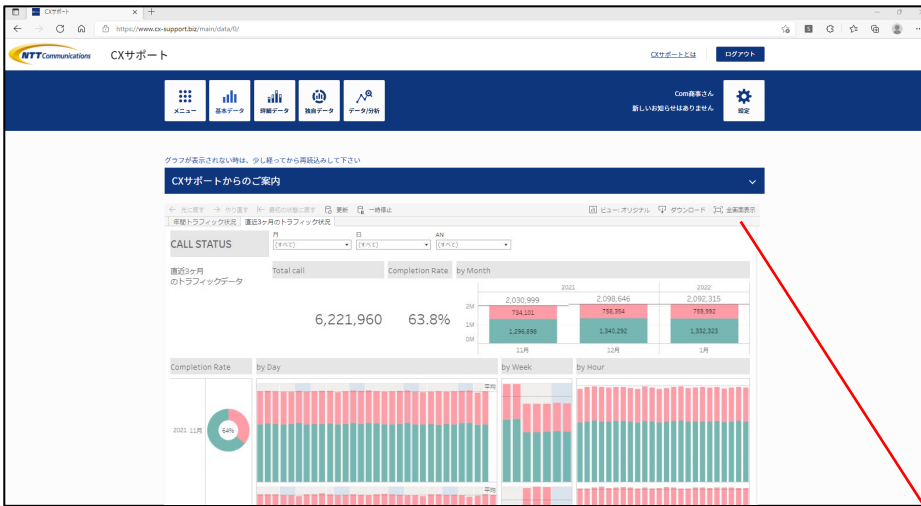 CXサポート
https://www.cx-support.biz/main/data/0/
NTT Communications
CXサポート
CXサポートとは
ログアウト
メニュー
基本データ
詳細データ
独自データ
データ/分析
Com商事さん
新しいお知らせはありません
設定
グラフが表示されない時は、少し経ってから再読込みして下さい
CXサポートからのご案内
元に戻す やり直す 最初の状態に戻す 更新 一時停止
ビュー: オリジナル ダウンロード 全画面表示
年間トラフィック状況 直近3ヶ月のトラフィック状況
CALL STATUS
月 日 AN
(すべて) (すべて) (すべて)
直近3ヶ月
のトラフィックデータ
Total call
Completion Rate
by Month
2021 2022
2,030,999 2,098,646 2,092,315
2M
734,101 758,354 759,992
6,221,960 63.8%
1M
1,296,898 1,340,292 1,332,323
0M
11月 12月 1月
Completion Rate
by Day
by Week
by Hour
平均
2021 11月
64%
平均